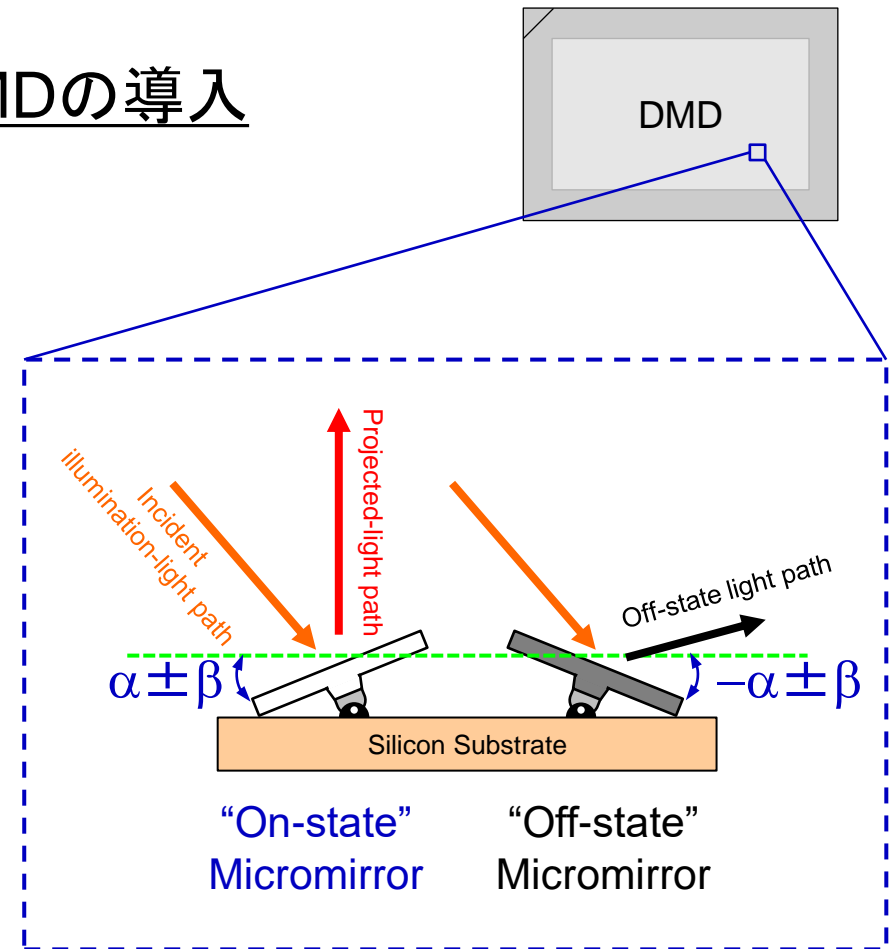 MDの導入
DMD
Incident
illumination-light path
Projected-light path
Off-state light path
α±β
−α±β
Silicon Substrate
“On-state”
Micromirror
“Off-state”
Micromirror